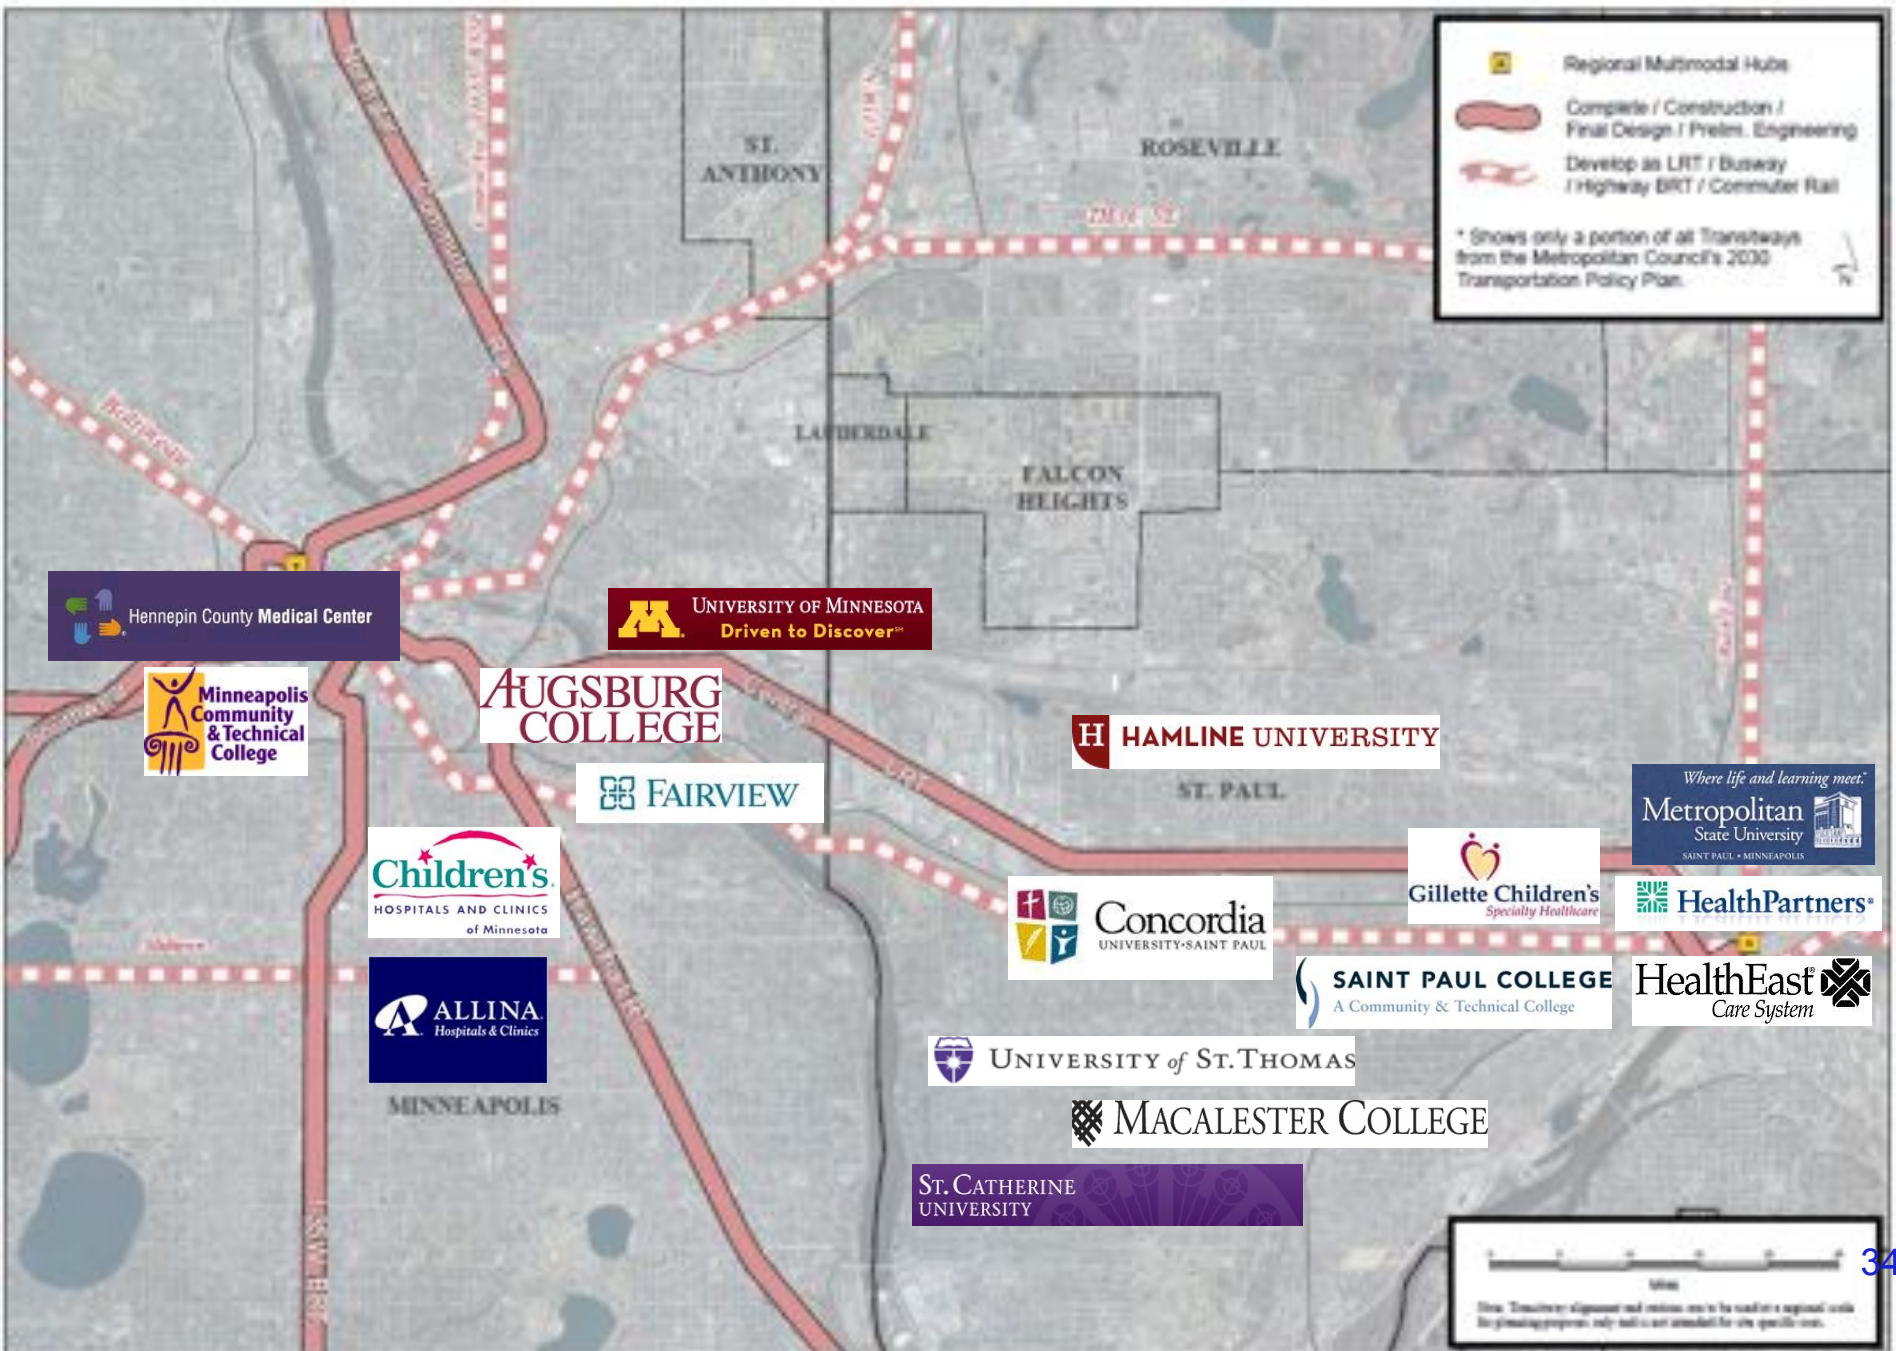 Regional Multimodal Hubs
Complete / Construction /
Final Design / Prelim. Engineering
Develop as LRT / Busway
/ Highway BRT / Commuter Rail
* Shows only a portion of all Transitways
from the Metropolitan Council's 2030
Transportation Policy Plan.
ST.
ANTHONY
ROSEVILLE
LAUDERDALE
FALCON
HEIGHTS
Bottineau
Hennepin County Medical Center
UNIVERSITY OF MINNESOTA
Driven to Discover℠
Minneapolis
Community
& Technical
College
AUGSBURG
COLLEGE
Central
LRT
H HAMLINE UNIVERSITY
ST. PAUL
FAIRVIEW
Where life and learning meet.
Metropolitan
State University
SAINT PAUL • MINNEAPOLIS
Children's
HOSPITALS AND CLINICS
of Minnesota
Gillette Children's
Specialty Healthcare
HealthPartners®
Concordia
UNIVERSITY•SAINT PAUL
SAINT PAUL COLLEGE
A Community & Technical College
HealthEast®
Care System
ALLINA
Hospitals & Clinics
UNIVERSITY of ST. THOMAS
MINNEAPOLIS
MACALESTER COLLEGE
ST. CATHERINE
UNIVERSITY
34
Miles